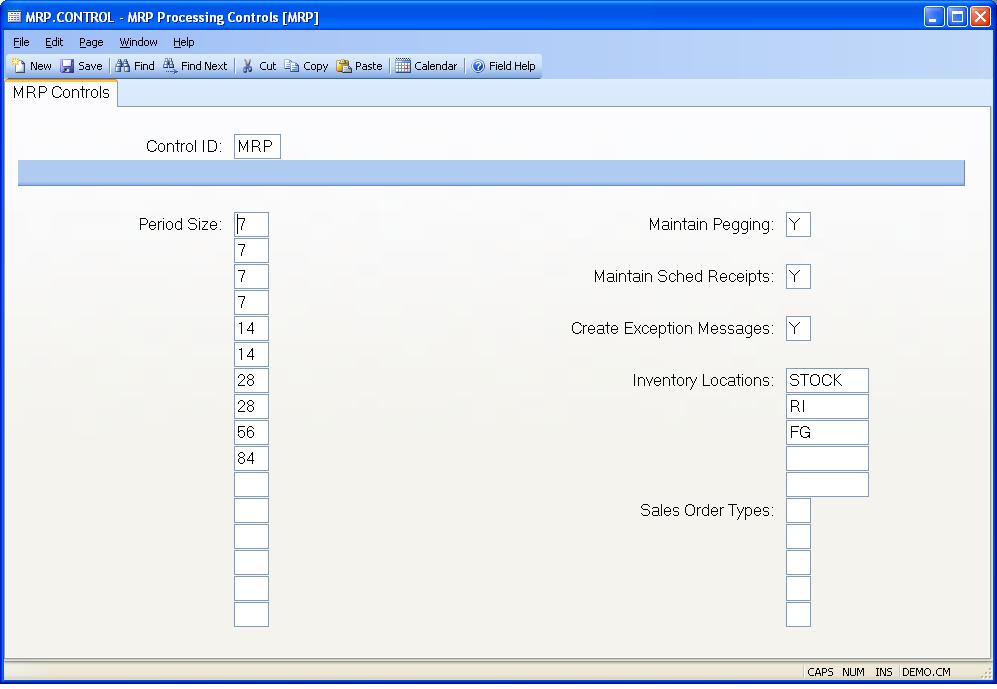 MRP.CONTROL - MRP Processing Controls [MRP]
File Edit Page Window Help
New Save Find Find Next Cut Copy Paste Calendar Field Help
MRP Controls
Control ID: MRP
Period Size: 7 Maintain Pegging: Y
7
7 Maintain Sched Receipts: Y
7
14 Create Exception Messages: Y
14
28 Inventory Locations: STOCK
28 RI
56 FG
84
Sales Order Types:
CAPS NUM INS DEMO.CM